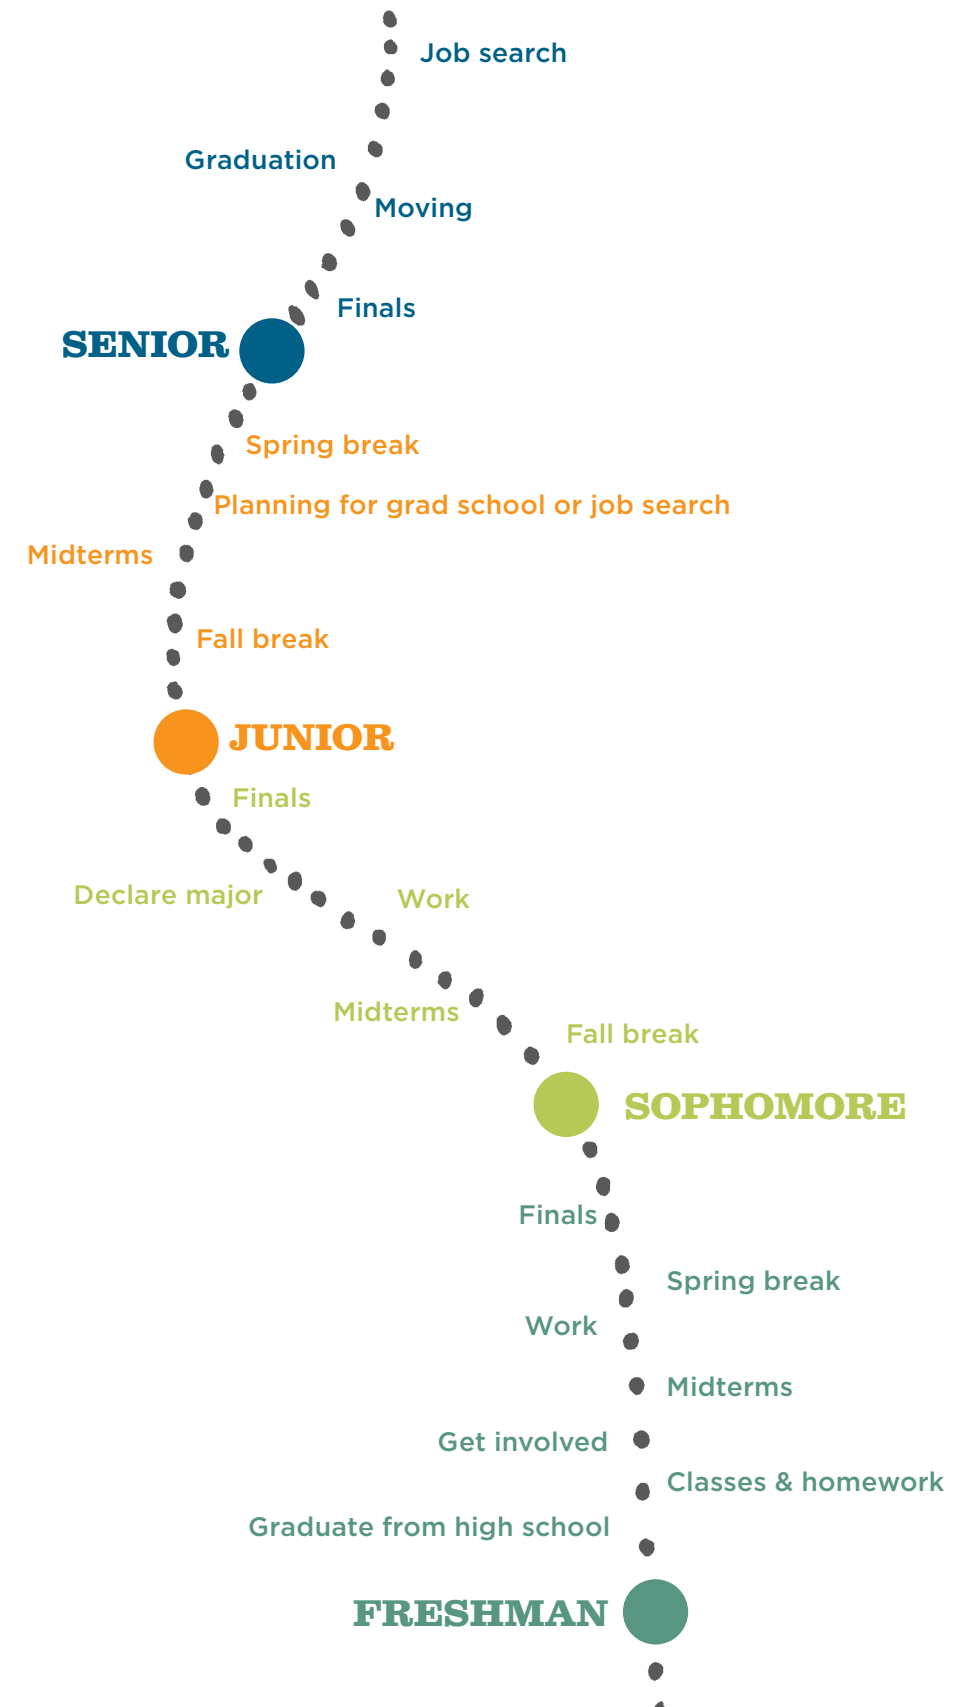 Job search
Graduation
Moving
Finals
SENIOR
Spring break
Planning for grad school or job search
Midterms
Fall break
JUNIOR
Finals
Declare major
Work
Midterms
Fall break
SOPHOMORE
Finals
Spring break
Work
Midterms
Get involved
Classes & homework
Graduate from high school
FRESHMAN